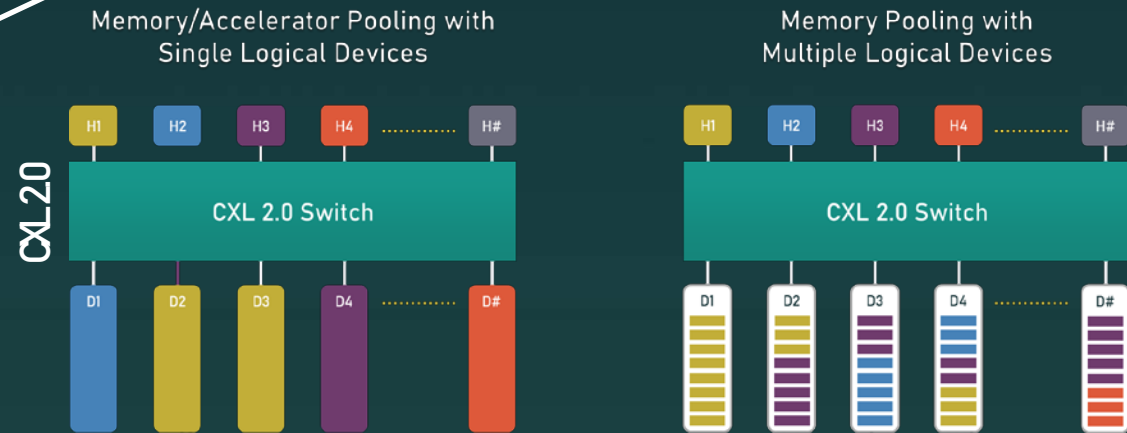 Memory/Accelerator Pooling with
Single Logical Devices
H1 H2 H3 H4 ............. H#
CXL 2.0
CXL 2.0 Switch
D1 D2 D3 D4 ............. D#
Memory Pooling with
Multiple Logical Devices
H1 H2 H3 H4 ............. H#
CXL 2.0 Switch
D1 D2 D3 D4 ............. D#